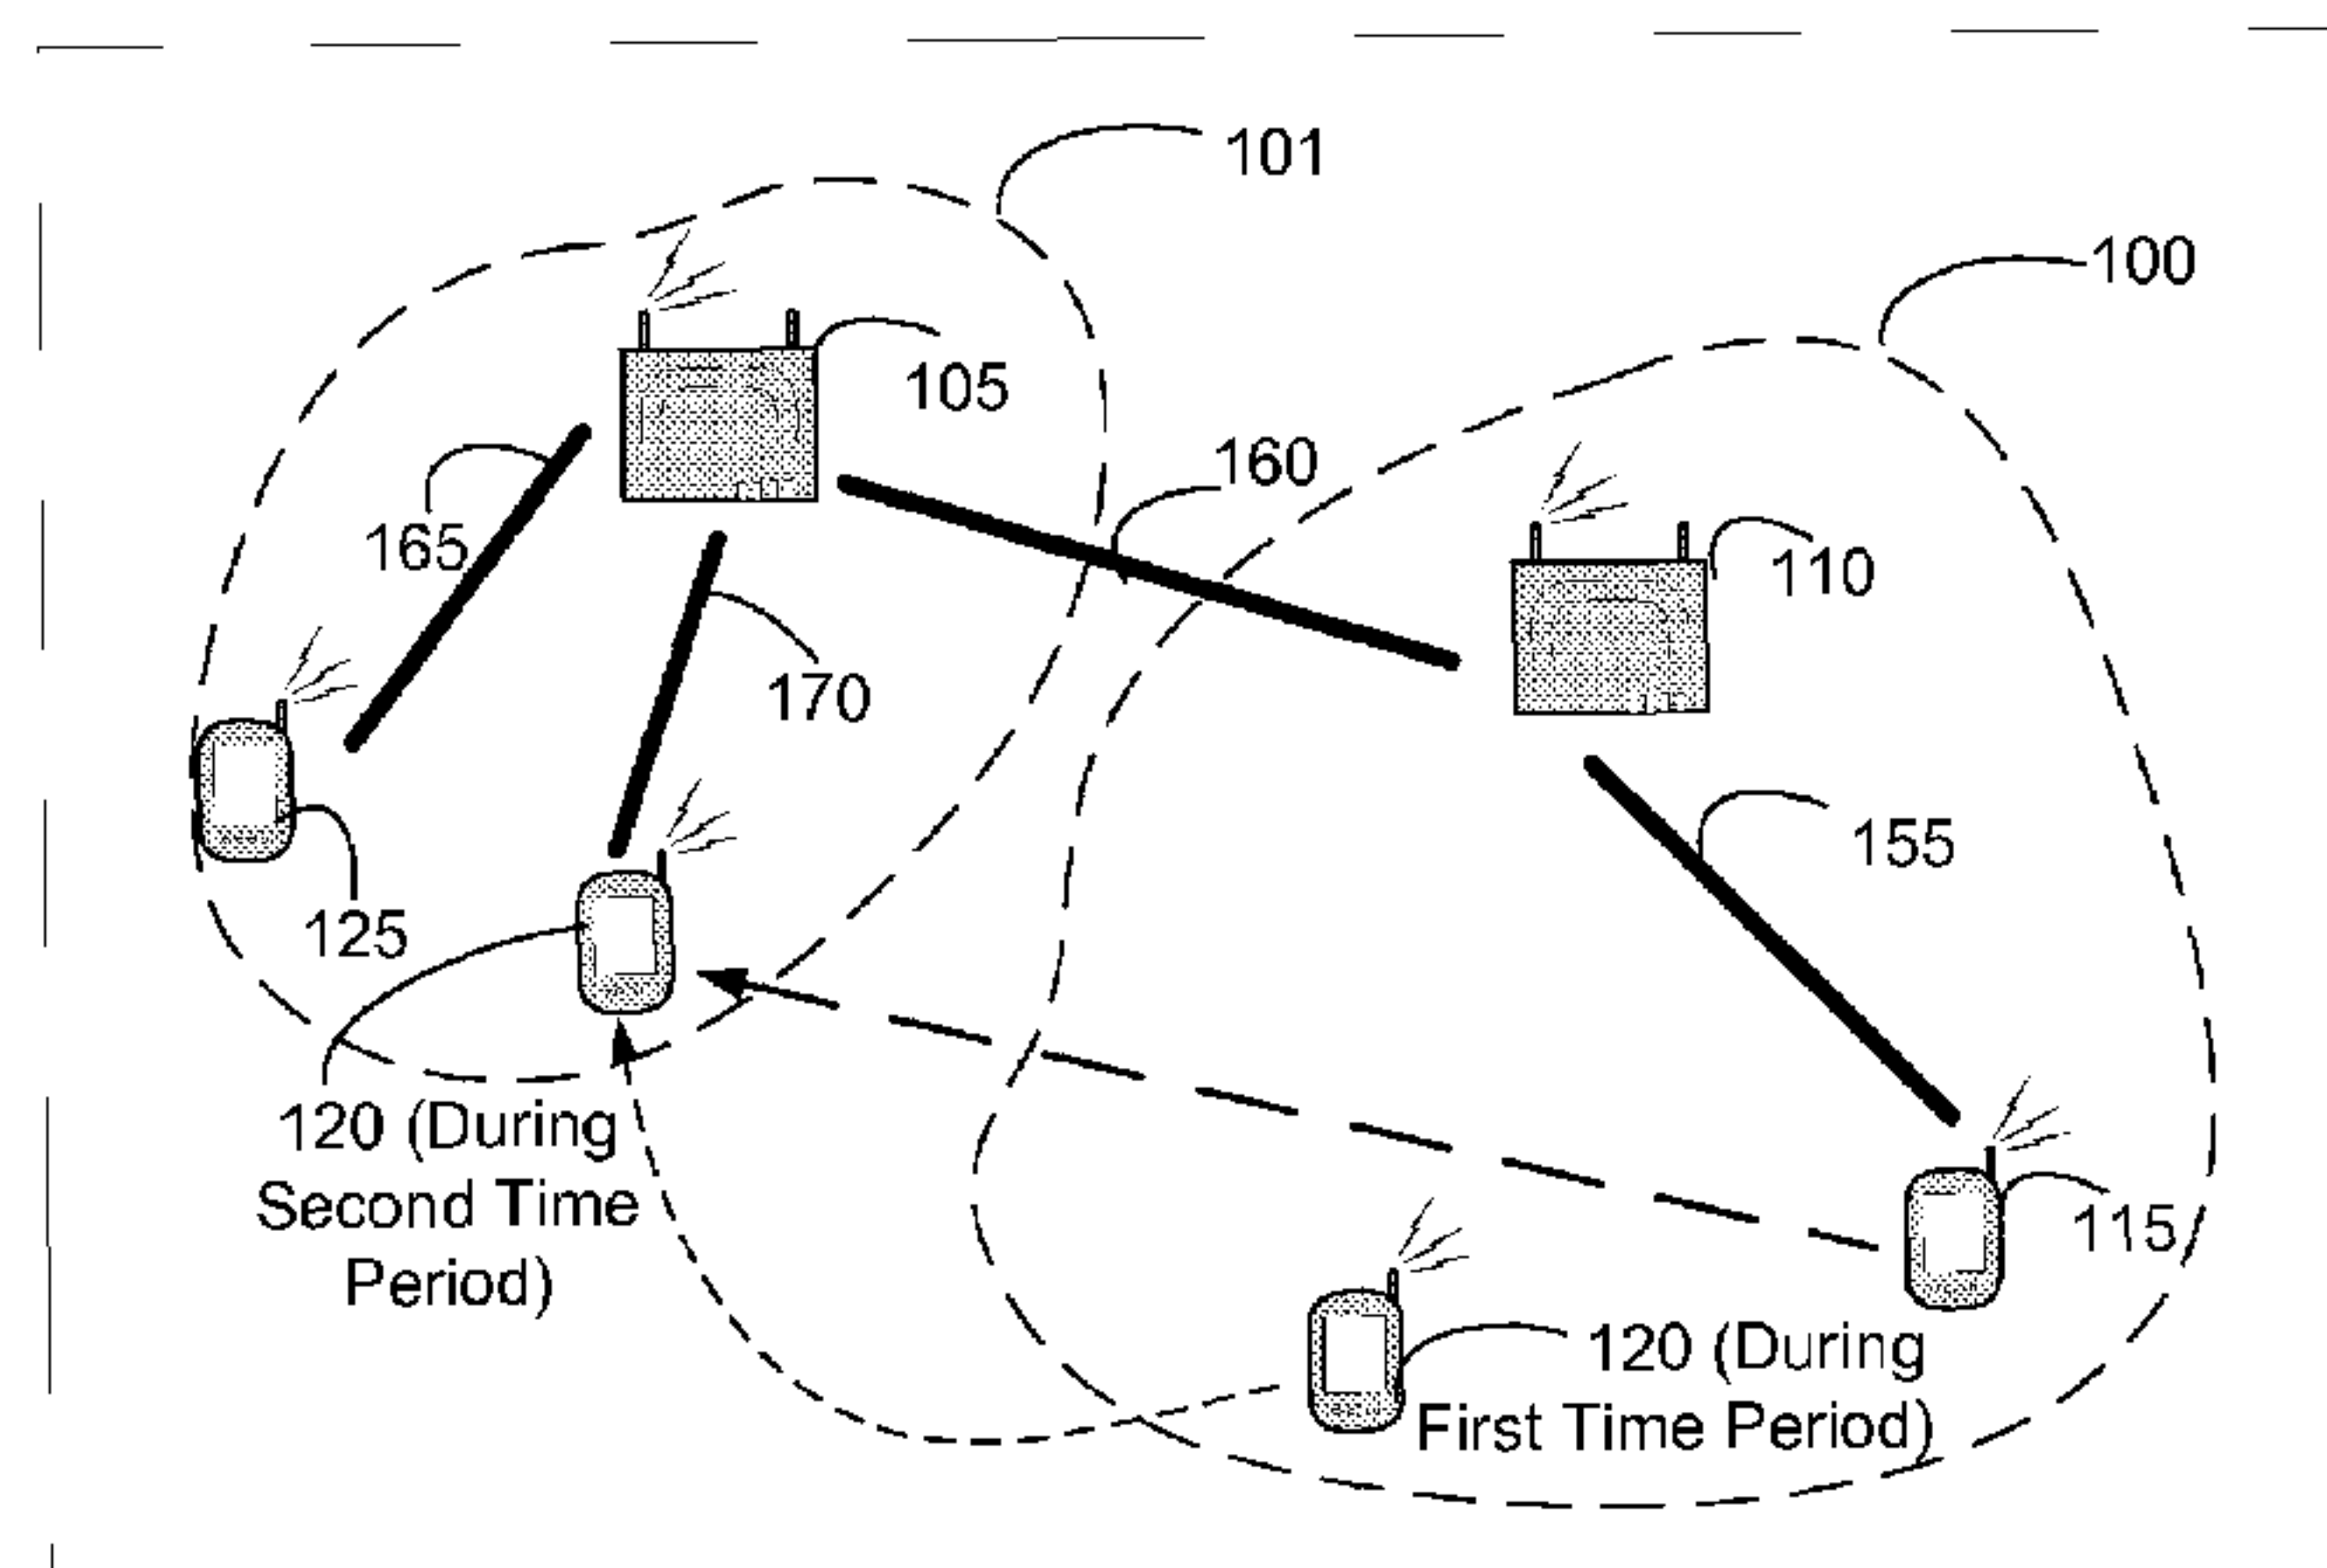 101
100
105
160
165
110
170
155
125
120 (During
Second Time
Period)
115
120 (During
First Time Period)